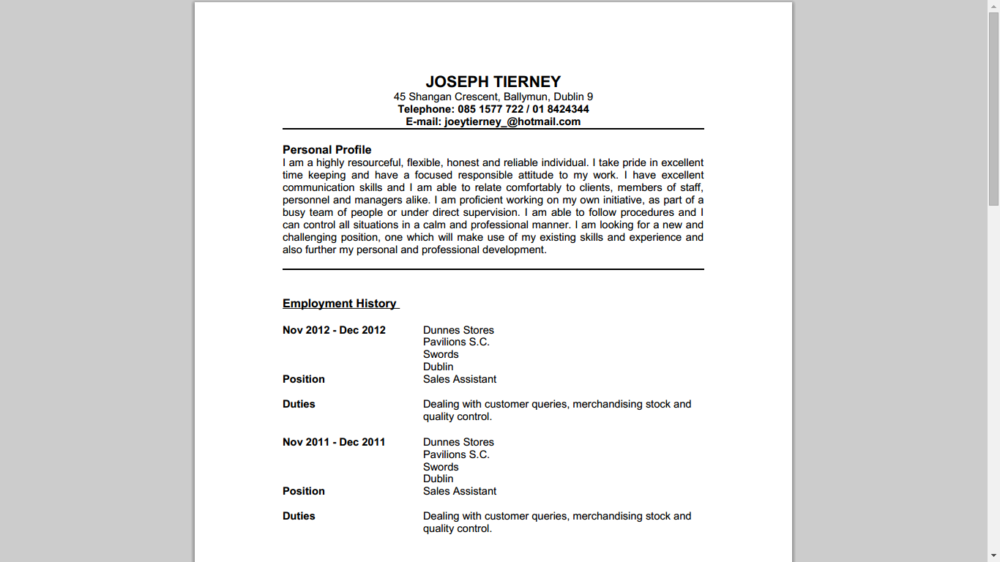 JOSEPH TIERNEY
45 Shangan Crescent, Ballymun, Dublin 9
Telephone: 085 1577 722 / 01 8424344
E-mail: joeytierney_@hotmail.com
Personal Profile
I am a highly resourceful, flexible, honest and reliable individual. I take pride in excellent
time keeping and have a focused responsible attitude to my work. I have excellent
communication skills and I am able to relate comfortably to clients, members of staff,
personnel and managers alike. I am proficient working on my own initiative, as part of a
busy team of people or under direct supervision. I am able to follow procedures and I
can control all situations in a calm and professional manner. I am looking for a new and
challenging position, one which will make use of my existing skills and experience and
also further my personal and professional development.
Employment History
Nov 2012 - Dec 2012 Dunnes Stores
Pavilions S.C.
Swords
Dublin
Position Sales Assistant
Duties Dealing with customer queries, merchandising stock and
quality control.
Nov 2011 - Dec 2011 Dunnes Stores
Pavilions S.C.
Swords
Dublin
Position Sales Assistant
Duties Dealing with customer queries, merchandising stock and
quality control.